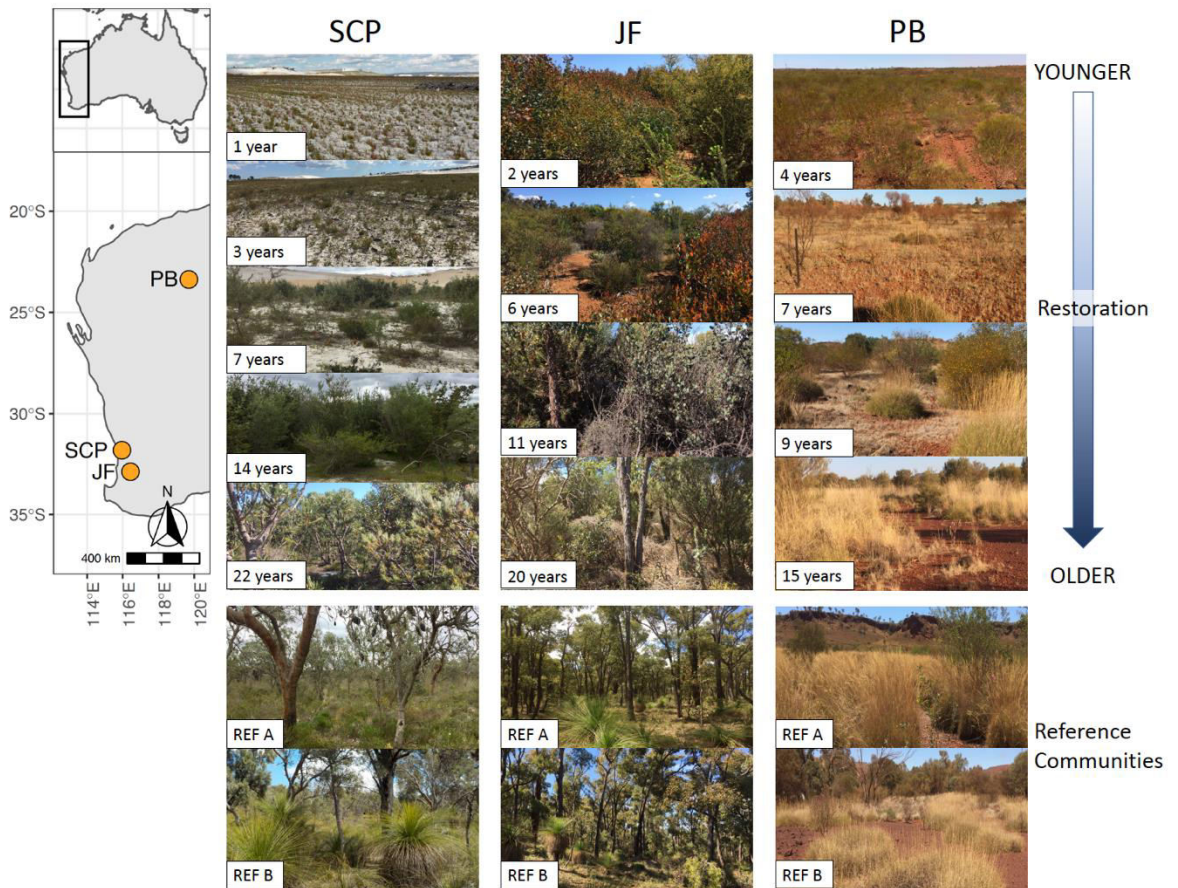 SCP
JF
PB
YOUNGER
1 year
2 years
4 years
20°S
3 years
PB
6 years
7 years
25°S
Restoration
7 years
11 years
9 years
30°S
SCP
14 years
JF
N
35°S
400 km
22 years
20 years
15 years
OLDER
114°E
116°E
118°E
120°E
REF A
REF A
REF A
Reference
Communities
REF B
REF B
REF B